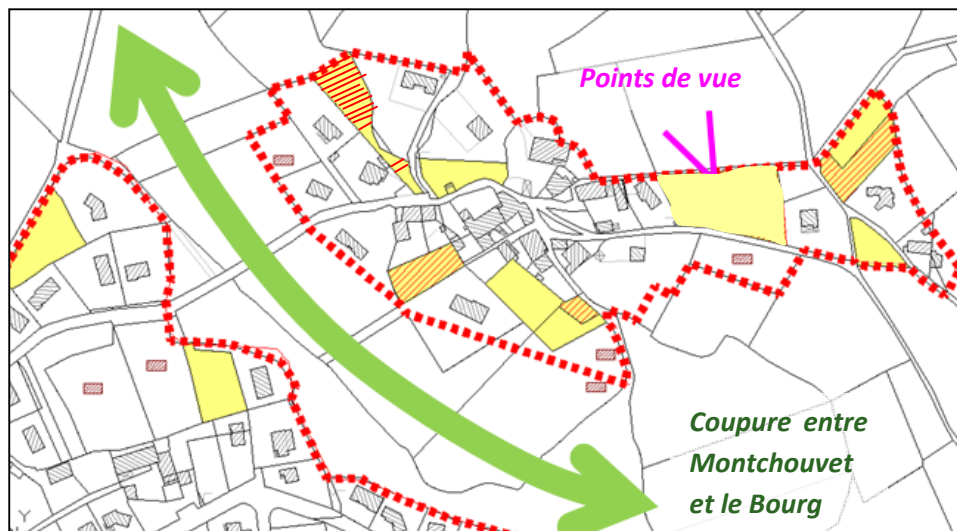 Points de vue
Coupure entre
Montchouvet
et le Bourg
Y